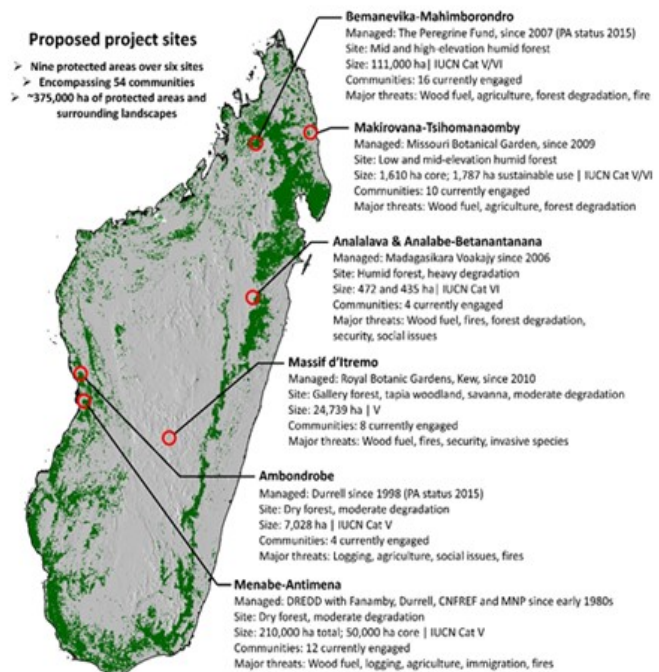 Proposed project sites
➢ Nine protected areas over six sites
➢ Encompassing 54 communities
➢ ~375,000 ha of protected areas and
surrounding landscapes
Bemanevika-Mahimborondro
Managed: The Peregrine Fund, since 2007 (PA status 2015)
Site: Mid and high-elevation humid forest
Size: 111,000 ha| IUCN Cat V/VI
Communities: 16 currently engaged
Major threats: Wood fuel, agriculture, forest degradation, fire
Makirovana-Tsihomanaomby
Managed: Missouri Botanical Garden, since 2009
Site: Low and mid-elevation humid forest
Size: 1,610 ha core; 1,787 ha sustainable use | IUCN Cat V/VI
Communities: 10 currently engaged
Major threats: Wood fuel, agriculture, forest degradation
Analalava & Analabe-Betanantanana
Managed: Madagasikara Voakajy since 2006
Site: Humid forest, heavy degradation
Size: 472 and 435 ha| IUCN Cat VI
Communities: 4 currently engaged
Major threats: Wood fuel, fires, forest degradation,
security, social issues
Massif d'Itremo
Managed: Royal Botanic Gardens, Kew, since 2010
Site: Gallery forest, tapia woodland, savanna, moderate degradation
Size: 24,739 ha | V
Communities: 8 currently engaged
Major threats: Wood fuel, fires, security, invasive species
Ambondrobe
Managed: Durrell since 1998 (PA status 2015)
Site: Dry forest, moderate degradation
Size: 7,028 ha | IUCN Cat V
Communities: 4 currently engaged
Major threats: Logging, agriculture, social issues, fires
Menabe-Antimena
Managed: DREDD with Fanamby, Durrell, CNFREF and MNP since early 1980s
Site: Dry forest, moderate degradation
Size: 210,000 ha total; 50,000 ha core | IUCN Cat V
Communities: 12 currently engaged
Major threats: Wood fuel, logging, agriculture, immigration, fires